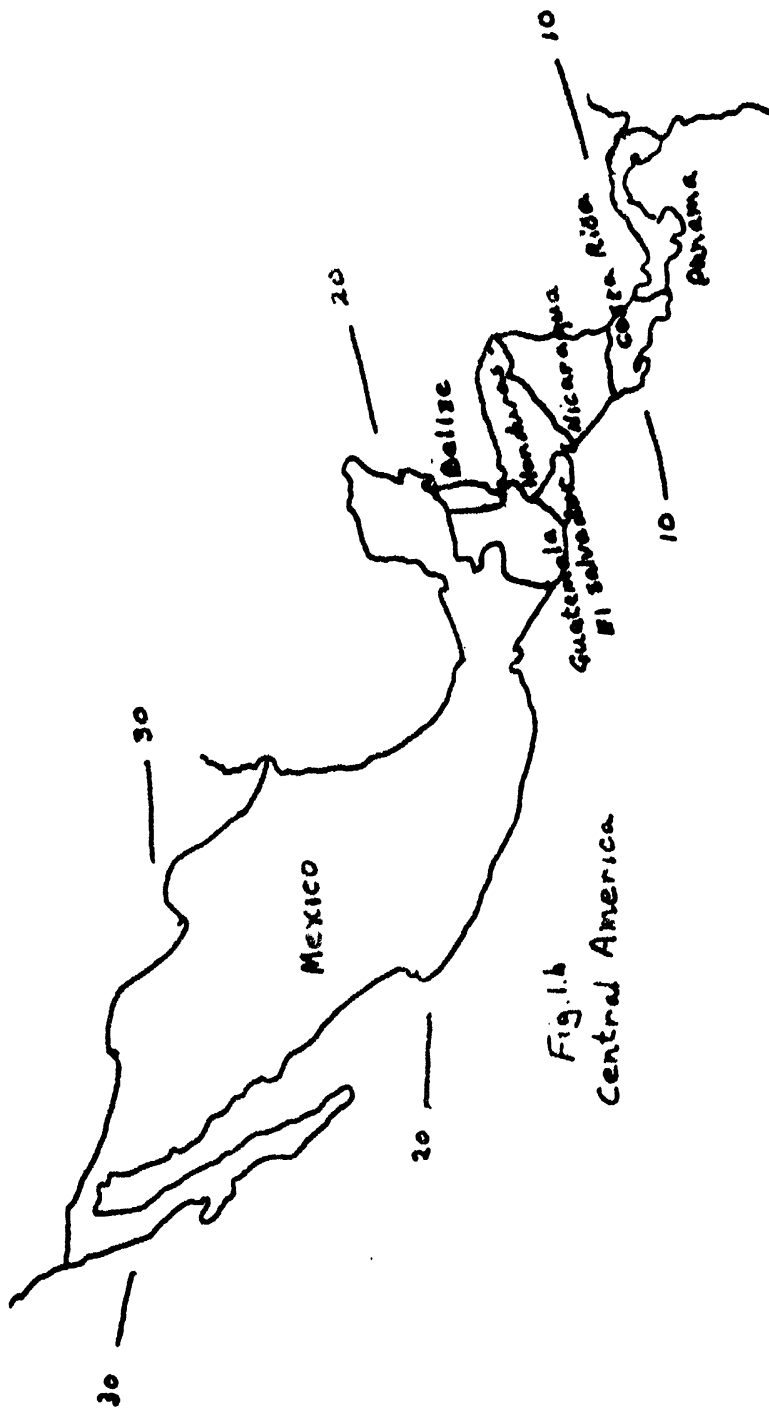 30
30
20
10
Mexico
20
Belize
Honduras
Nicaragua
Guatemala
El Salvador
Costa Rica
Panama
10
Fig. 1.b
Central America